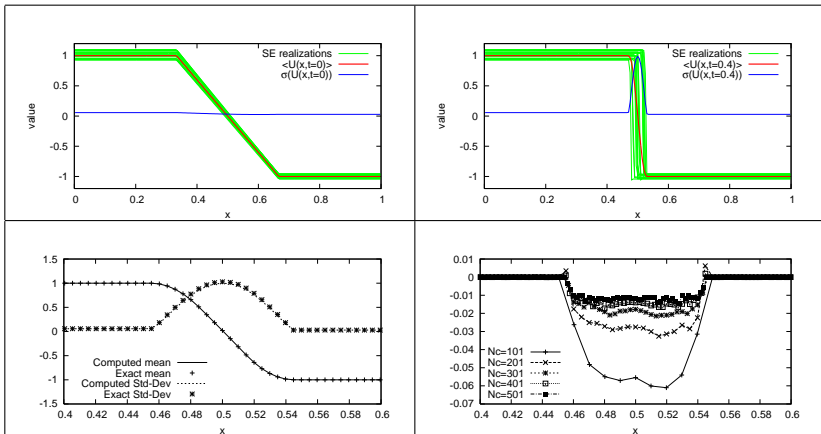 SE realizations
<U(x,t=0)>
σ(U(x,t=0))
1
0.5
0
-0.5
-1
value
0 0.2 0.4 0.6 0.8 1
x
SE realizations
<U(x,t=0.4)>
σ(U(x,t=0.4))
1
0.5
0
-0.5
-1
value
0 0.2 0.4 0.6 0.8 1
x
1.5
1
0.5
0
-0.5
-1
-1.5
Computed mean
Exact mean
Computed Std-Dev
Exact Std-Dev
0.4 0.42 0.44 0.46 0.48 0.5 0.52 0.54 0.56 0.58 0.6
x
0.01
0
-0.01
-0.02
-0.03
-0.04
-0.05
-0.06
-0.07
Nc=101
Nc=201
Nc=301
Nc=401
Nc=501
0.4 0.42 0.44 0.46 0.48 0.5 0.52 0.54 0.56 0.58 0.6
x